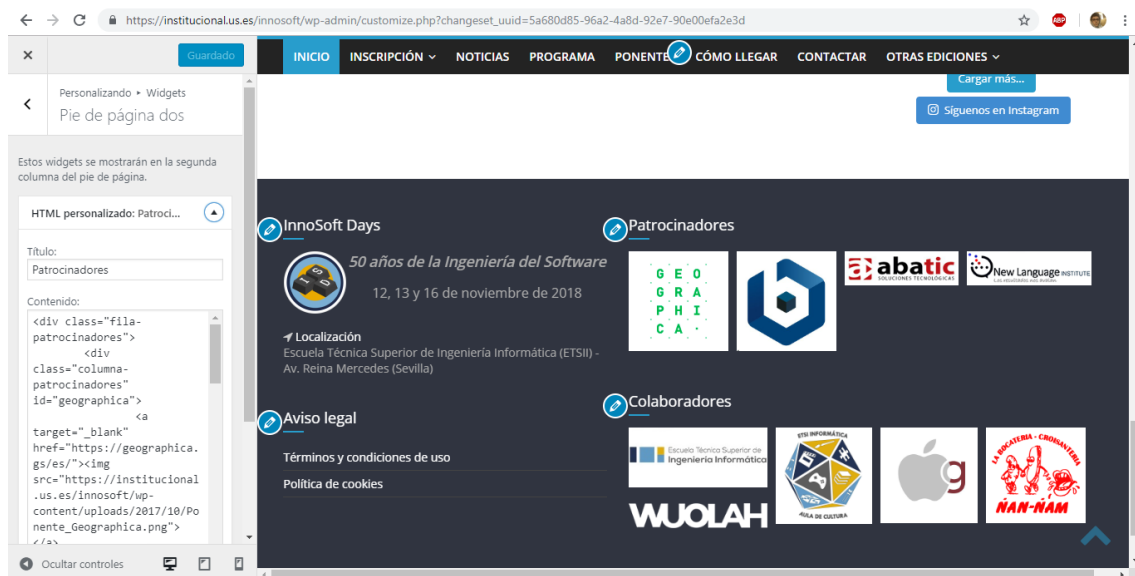 https://institucional.us.es/innosoft/wp-admin/customize.php?changeset_uuid=5a680d85-96a2-4a8d-92e7-90e00efa2e3d
ABP
Guardado
Personalizando ▸ Widgets
Pie de página dos
Estos widgets se mostrarán en la segunda
columna del pie de página.
HTML personalizado: Patroci...
Título:
Patrocinadores
Contenido:
<div class="fila-
patrocinadores">
<div
class="columna-
patrocinadores"
id="geographica">
<a
target="_blank"
href="https://geographica.
gs/es/"><img
src="https://institucional
.us.es/innosoft/wp-
content/uploads/2017/10/Po
nente_Geographica.png">
</a>
Ocultar controles
INICIO INSCRIPCIÓN NOTICIAS PROGRAMA PONENTE CÓMO LLEGAR CONTACTAR OTRAS EDICIONES
Cargar más...
Síguenos en Instagram
InnoSoft Days
50 años de la Ingeniería del Software
12, 13 y 16 de noviembre de 2018
Localización
Escuela Técnica Superior de Ingeniería Informática (ETSII) -
Av. Reina Mercedes (Sevilla)
Aviso legal
Términos y condiciones de uso
Política de cookies
Patrocinadores
GEO
GRA
PHI
CA.
abatic
SOLUCIONES TECNOLÓGICAS
New Language INSTITUTE
Colaboradores
Escuela Técnica Superior de
Ingeniería Informática
WUOLAH
ETSI INFORMÁTICA
AULA DE CULTURA
g
LA BOCATERIA - CROISANTERIA
ÑAN-ÑAM